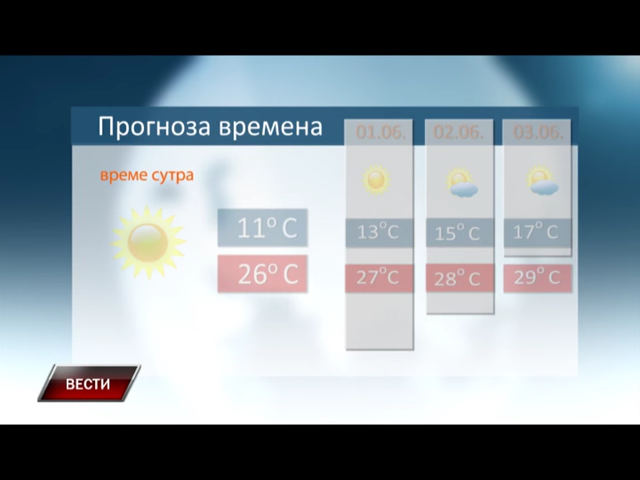 Прогноза времена
01.06. 02.06. 03.06.
време сутра
11°C 13°C 15°C 17°C
26°C 27°C 28°C 29°C
ВЕСТИ